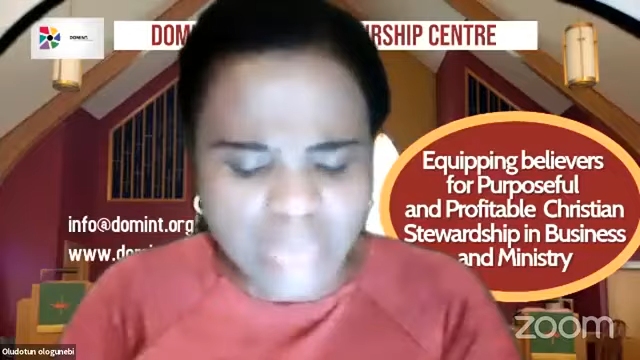 DOMINT.
DOM
RSHIP CENTRE
Equipping believers
for Purposeful
and Profitable Christian
Stewardship in Business
and Ministry
info@domint.org
www.domin
zoom
Oludotun ologunebi